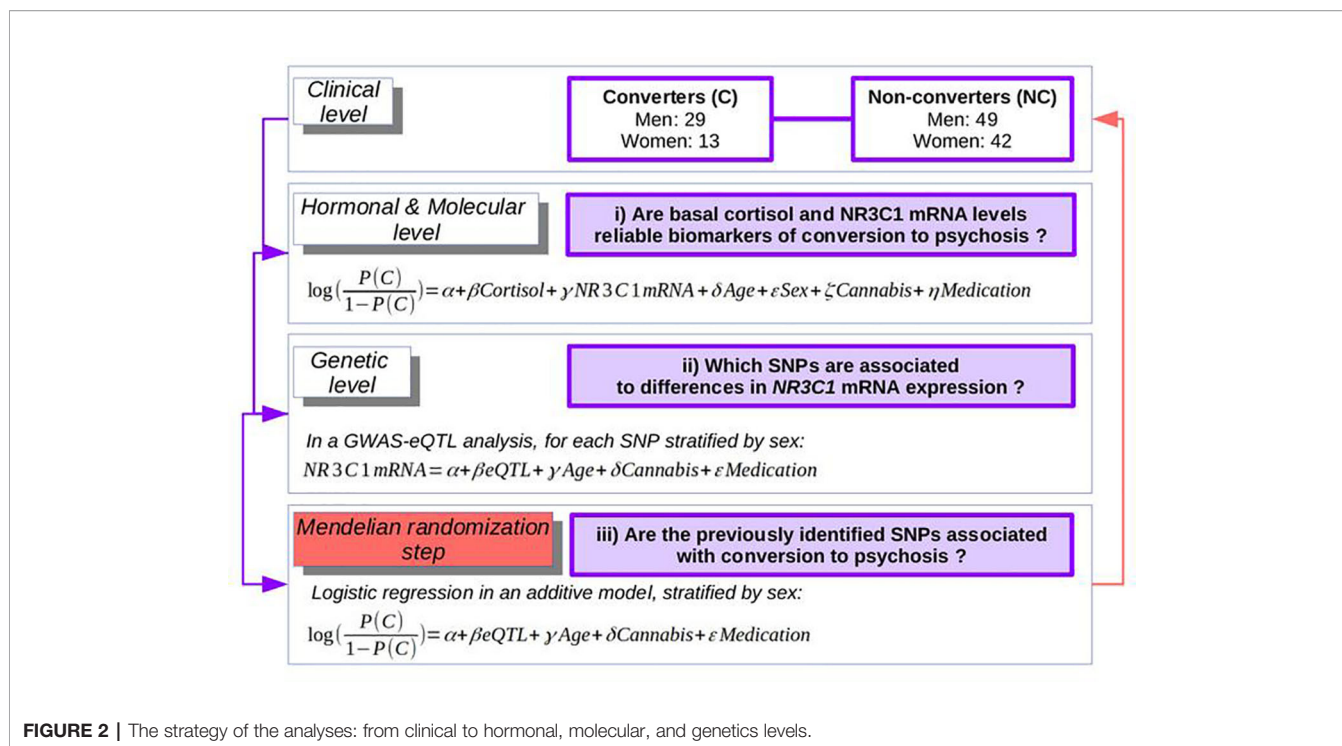 Clinical
level
Converters (C)
Men: 29
Women: 13
Non-converters (NC)
Men: 49
Women: 42
Hormonal & Molecular
level
i) Are basal cortisol and NR3C1 mRNA levels
reliable biomarkers of conversion to psychosis ?
log(P(C)/1−P(C))=α+βCortisol+γNR3C1mRNA+δAge+εSex+ζCannabis+ηMedication
Genetic
level
ii) Which SNPs are associated
to differences in NR3C1 mRNA expression ?
In a GWAS-eQTL analysis, for each SNP stratified by sex:
NR3C1mRNA=α+βeQTL+γAge+δCannabis+εMedication
Mendelian randomization
step
iii) Are the previously identified SNPs associated
with conversion to psychosis ?
Logistic regression in an additive model, stratified by sex:
log(P(C)/1−P(C))=α+βeQTL+γAge+δCannabis+εMedication
FIGURE 2 | The strategy of the analyses: from clinical to hormonal, molecular, and genetics levels.